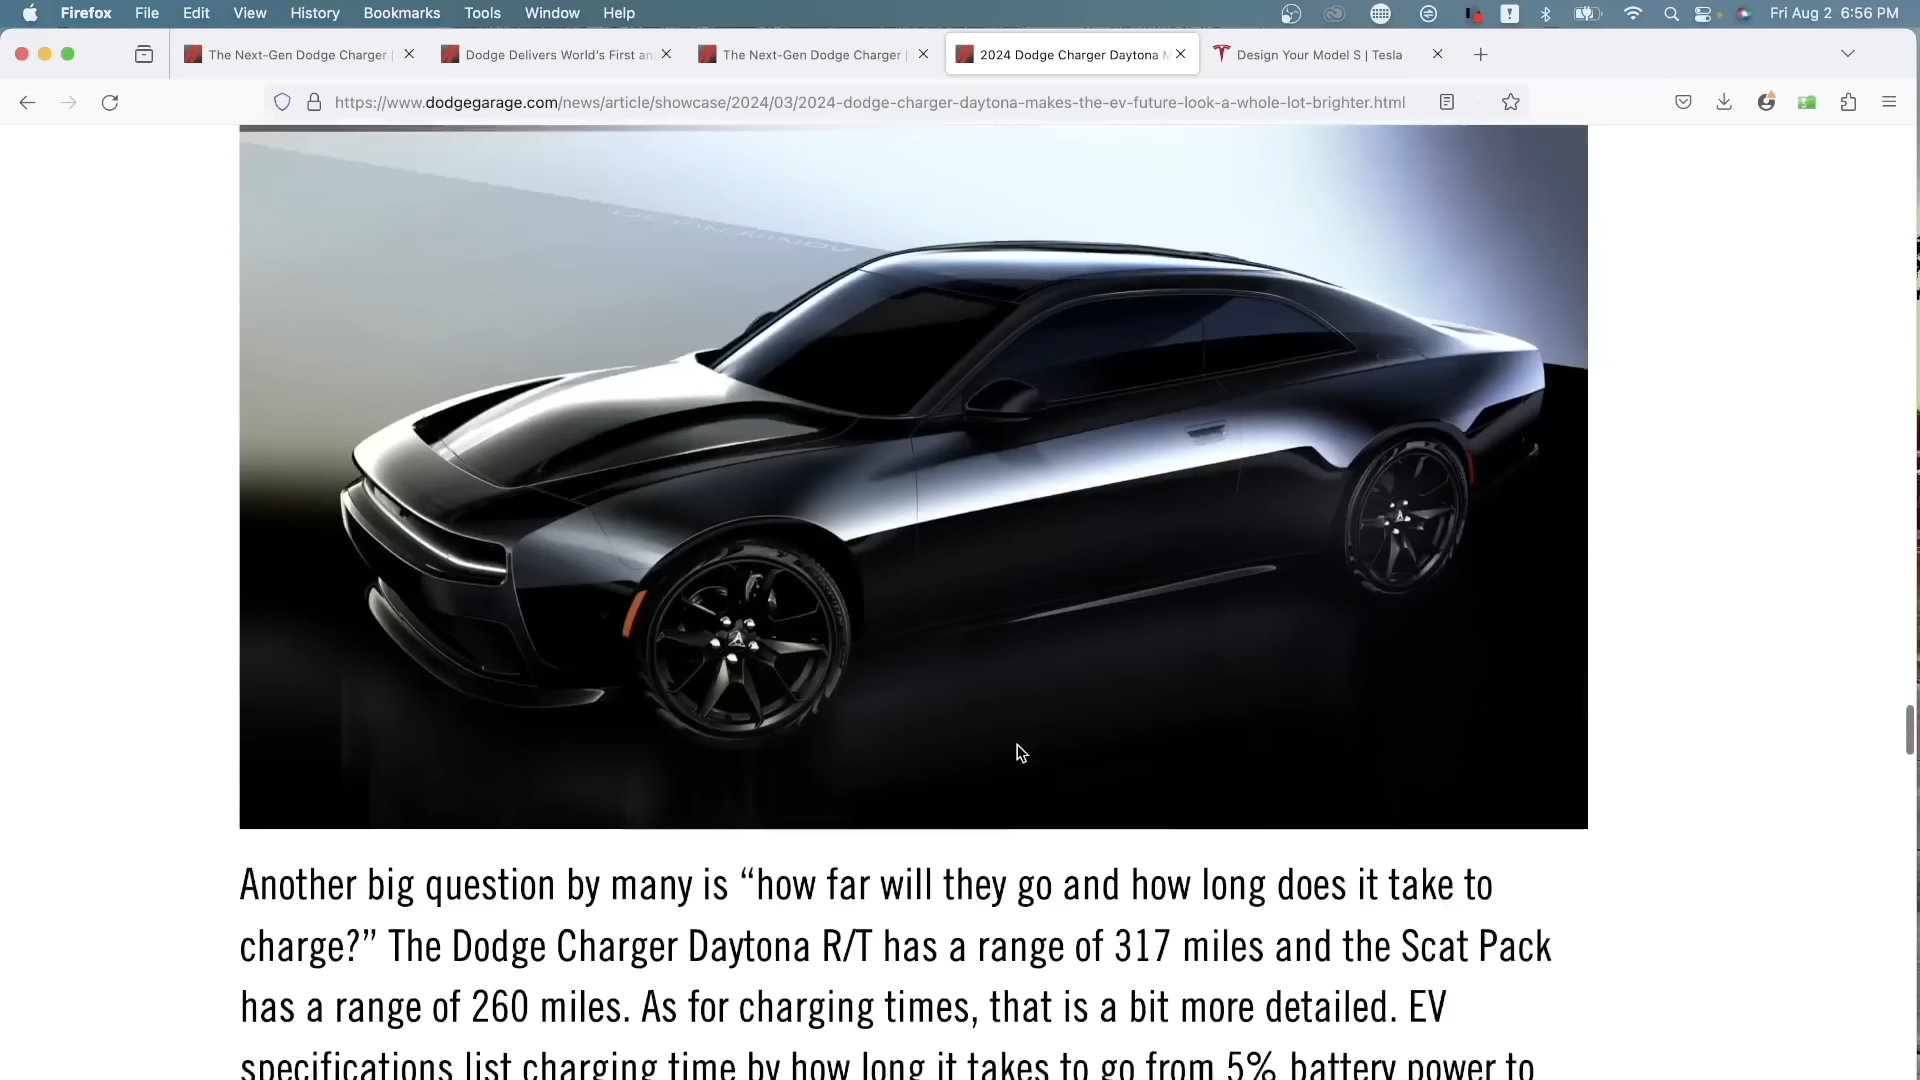 Firefox File Edit View History Bookmarks Tools Window Help Fri Aug 2 6:56 PM
The Next-Gen Dodge Charger | Dodge Delivers World's First an The Next-Gen Dodge Charger | 2024 Dodge Charger Daytona M Design Your Model S | Tesla
https://www.dodgegarage.com/news/article/showcase/2024/03/2024-dodge-charger-daytona-makes-the-ev-future-look-a-whole-lot-brighter.html
Another big question by many is “how far will they go and how long does it take to
charge?” The Dodge Charger Daytona R/T has a range of 317 miles and the Scat Pack
has a range of 260 miles. As for charging times, that is a bit more detailed. EV
specifications list charging time by how long it takes to go from 5% battery power to